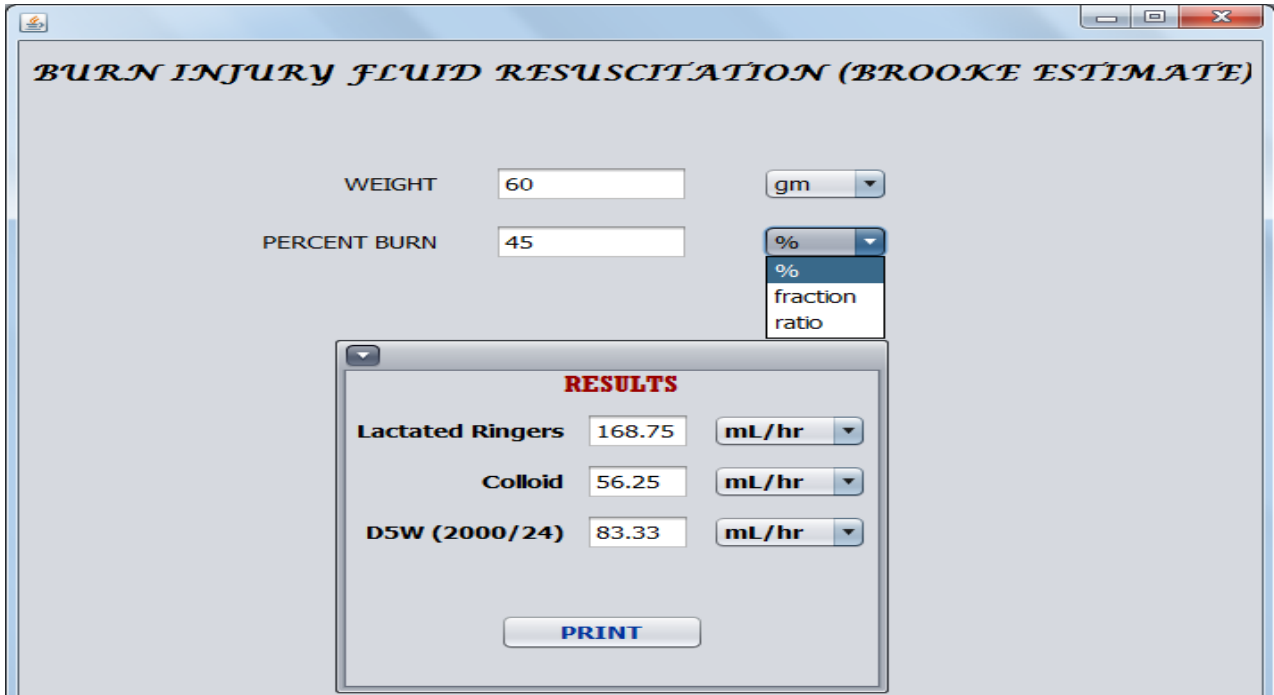 BURN INJURY FLUID RESUSCITATION (BROOKE ESTIMATE)
WEIGHT 60 gm
PERCENT BURN 45 %
%
fraction
ratio
RESULTS
Lactated Ringers 168.75 mL/hr
Colloid 56.25 mL/hr
D5W (2000/24) 83.33 mL/hr
PRINT